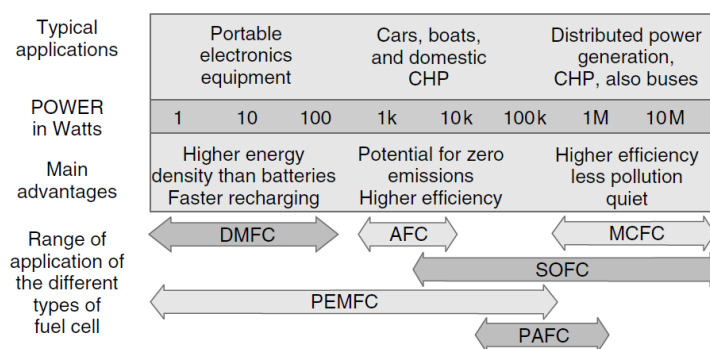 Typical
applications
Portable
electronics
equipment
Cars, boats,
and domestic
CHP
Distributed power
generation,
CHP, also buses
POWER
in Watts
1 10 100 1k 10k 100k 1M 10M
Main
advantages
Higher energy
density than batteries
Faster recharging
Potential for zero
emissions
Higher efficiency
Higher efficiency
less pollution
quiet
Range of
application of
the different
types of
fuel cell
DMFC AFC MCFC
SOFC
PEMFC
PAFC